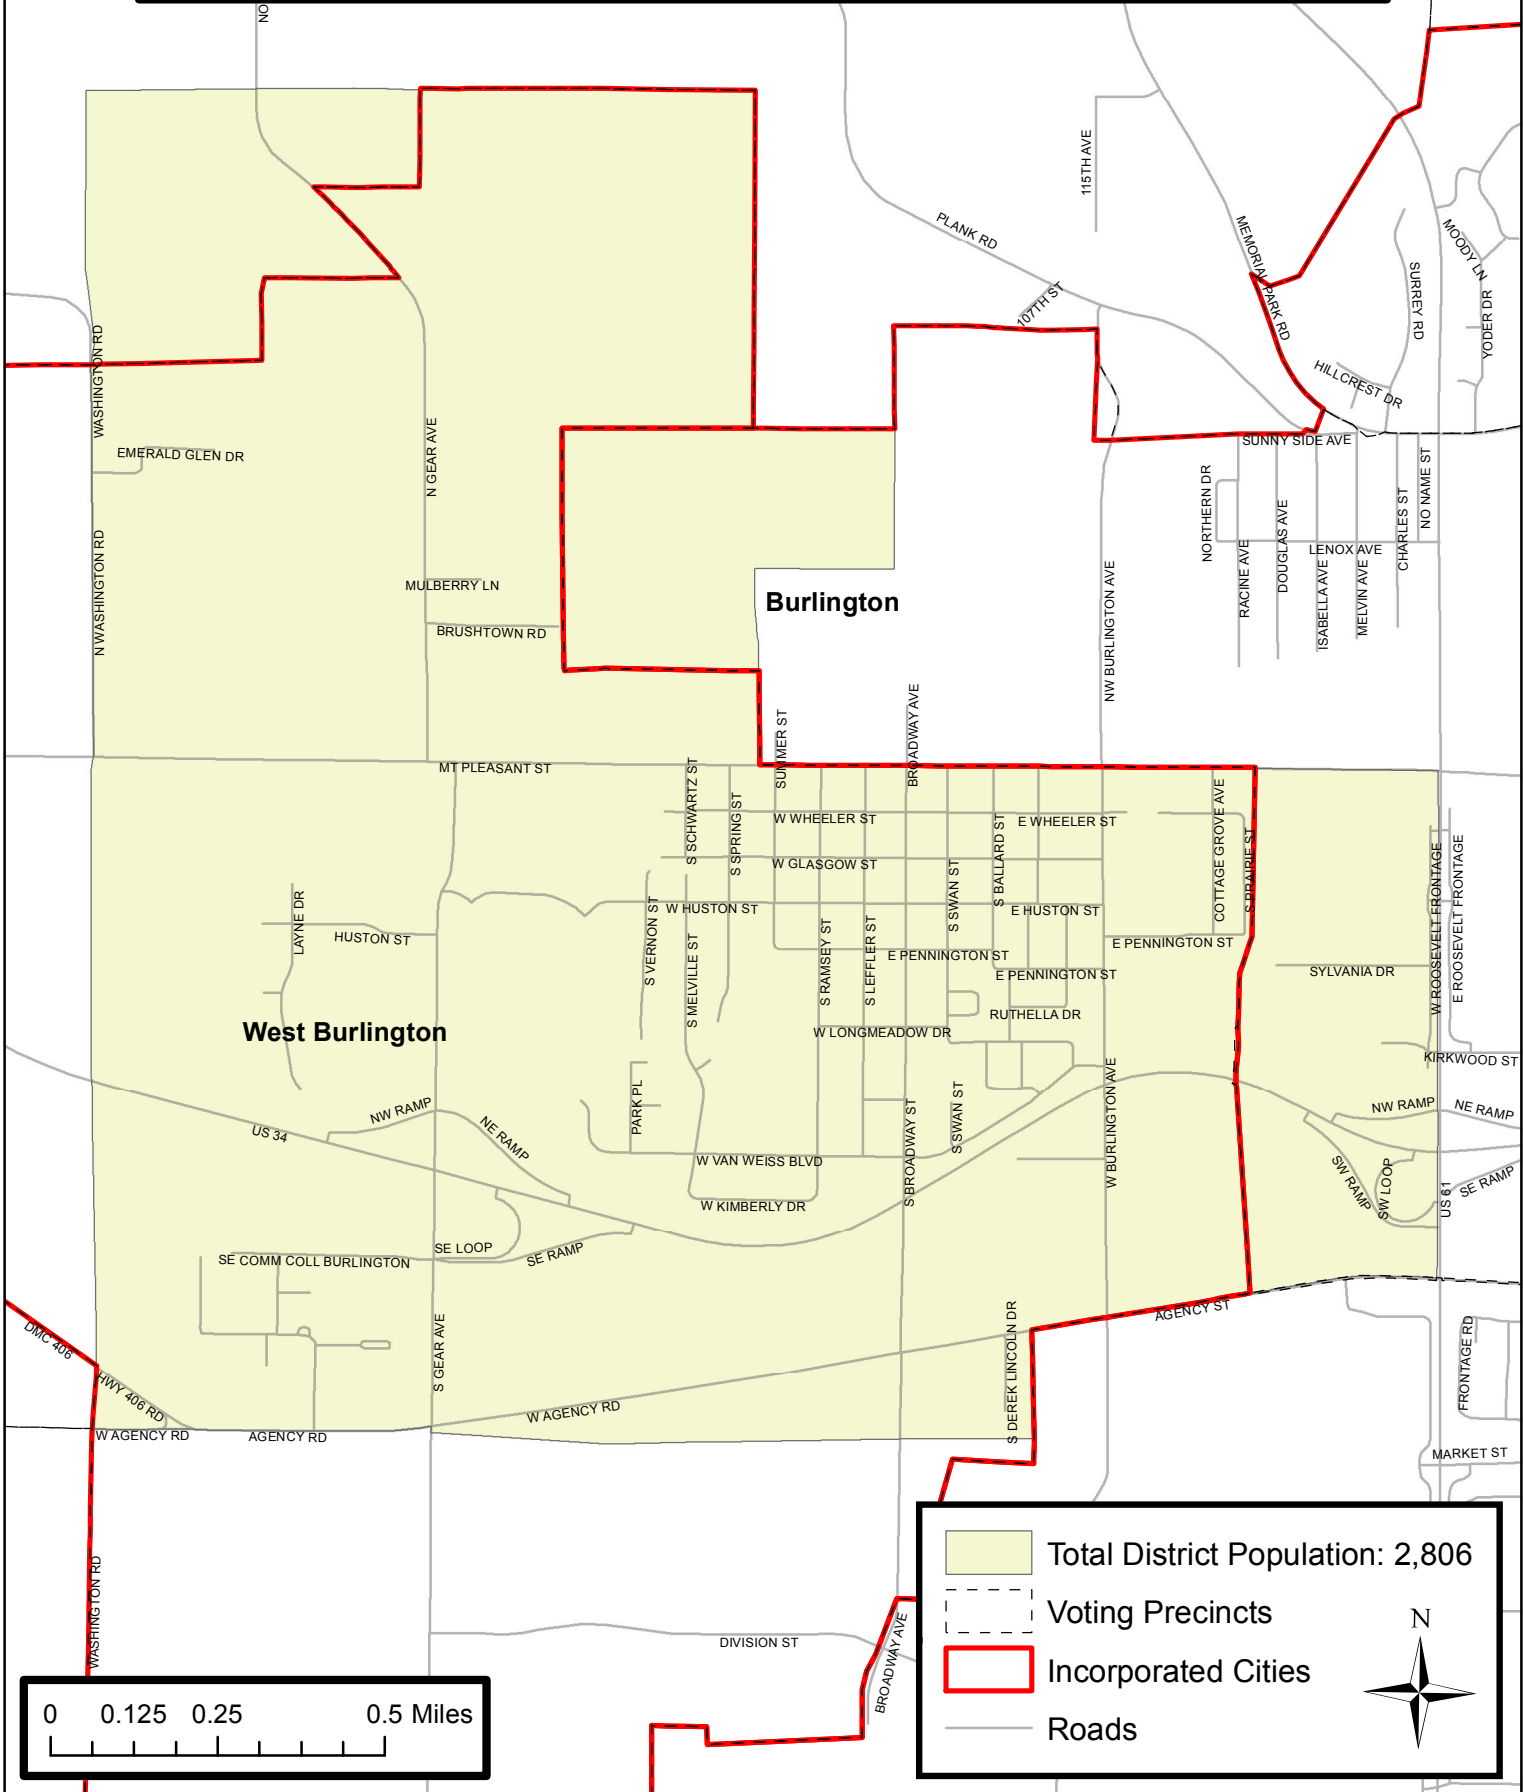 NO
115TH AVE
PLANK RD
MEMORIAL PARK RD
MOODY LN
SURREY RD
YODER DR
107TH ST
WASHINGTON RD
HILLCREST DR
SUNNY SIDE AVE
EMERALD GLEN DR
N GEAR AVE
NORTHERN DR
NO NAME ST
CHARLES ST
DOUGLAS AVE
LENOX AVE
RACINE AVE
ISABELLA AVE
MELVIN AVE
N WASHINGTON RD
MULBERRY LN
Burlington
BRUSHTOWN RD
NW BURLINGTON AVE
SUMMER ST
BROADWAY AVE
MT PLEASANT ST
S SCHWARTZ ST
S SPRING ST
W WHEELER ST
E WHEELER ST
COTTAGE GROVE AVE
S PRAIRIE ST
S BALLARD ST
W GLASGOW ST
S SWAN ST
W ROOSEVELT FRONTAGE
E ROOSEVELT FRONTAGE
LAYNE DR
HUSTON ST
W HUSTON ST
E HUSTON ST
S VERNON ST
S MELVILLE ST
S RAMSEY ST
S LEFFLER ST
E PENNINGTON ST
E PENNINGTON ST
E PENNINGTON ST
SYLVANIA DR
West Burlington
RUTHELLA DR
W LONGMEADOW DR
KIRKWOOD ST
US 34
NW RAMP
NE RAMP
PARK PL
S SWAN ST
W BURLINGTON AVE
NW RAMP
NE RAMP
W VAN WEISS BLVD
S BROADWAY ST
SW RAMP
SW LOOP
US 61
SE RAMP
W KIMBERLY DR
SE COMM COLL BURLINGTON
SE LOOP
SE RAMP
AGENCY ST
S DEREK LINCOLN DR
DMC 406
HWY 406 RD
S GEAR AVE
FRONTAGE RD
W AGENCY RD
AGENCY RD
W AGENCY RD
MARKET ST
WASHINGTON RD
DIVISION ST
BROADWAY AVE
Total District Population: 2,806
Voting Precincts
N
Incorporated Cities
Roads
0 0.125 0.25 0.5 Miles